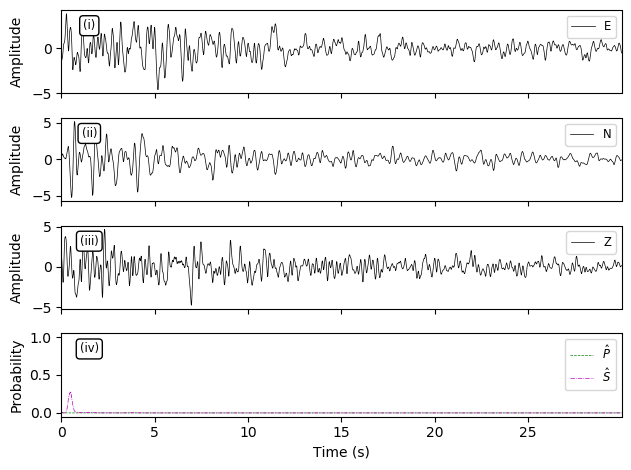 Amplitude
0
−5
(i)
E
Amplitude
5
0
−5
(ii)
N
Amplitude
5
0
−5
(iii)
Z
Probability
1.0
0.5
0.0
(iv)
P̂
Ŝ
0 5 10 15 20 25
Time (s)